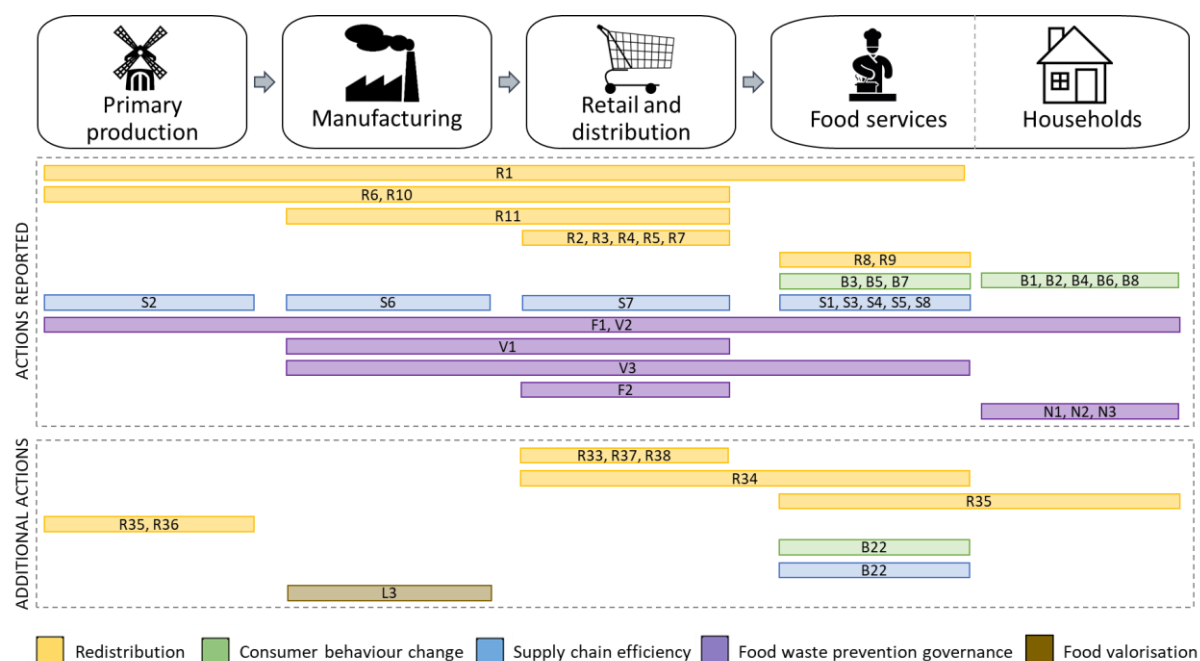 Primary
production
Manufacturing
Retail and
distribution
Food services
Households
ACTIONS REPORTED
R1
R6, R10
R11
R2, R3, R4, R5, R7
R8, R9
B3, B5, B7
B1, B2, B4, B6, B8
S2
S6
S7
S1, S3, S4, S5, S8
F1, V2
V1
V3
F2
N1, N2, N3
ADDITIONAL ACTIONS
R33, R37, R38
R34
R35
R35, R36
B22
B22
L3
Redistribution
Consumer behaviour change
Supply chain efficiency
Food waste prevention governance
Food valorisation